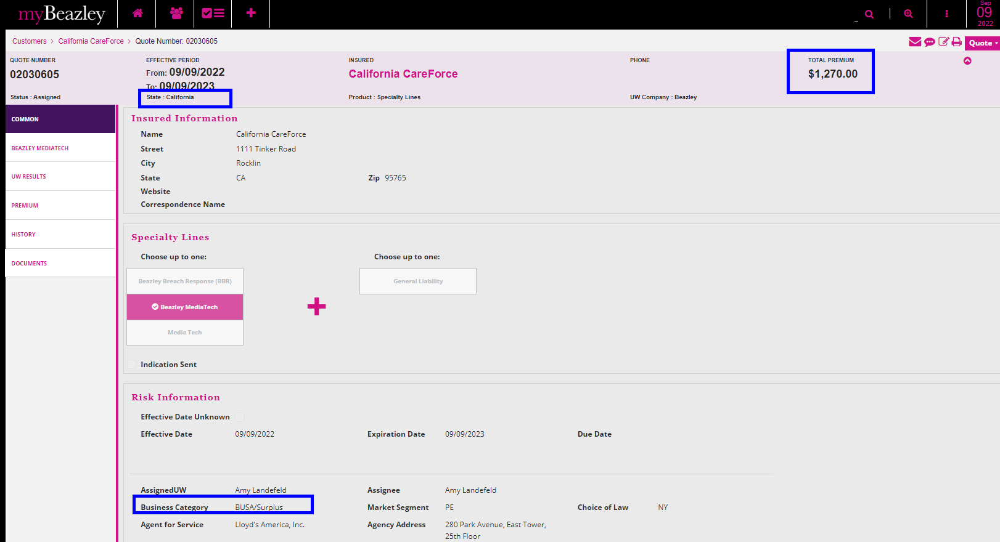 myBeazley
Sep
09
2022
Customers > California CareForce > Quote Number: 02030605
Quote
QUOTE NUMBER EFFECTIVE PERIOD INSURED PHONE TOTAL PREMIUM
02030605 From: 09/09/2022 California CareForce $1,270.00
To: 09/09/2023
Status : Assigned State : California Product : Specialty Lines UW Company : Beazley
COMMON
BEAZLEY MEDIATECH
UW RESULTS
PREMIUM
HISTORY
DOCUMENTS
Insured Information
Name California CareForce
Street 1111 Tinker Road
City Rocklin
State CA Zip 95765
Website
Correspondence Name
Specialty Lines
Choose up to one: Choose up to one:
Beazley Breach Response (BBR) General Liability
Beazley MediaTech
Media Tech
Indication Sent
Risk Information
Effective Date Unknown
Effective Date 09/09/2022 Expiration Date 09/09/2023 Due Date
AssignedUW Amy Landefeld Assignee Amy Landefeld
Business Category BUSA/Surplus Market Segment PE Choice of Law NY
Agent for Service Lloyd's America, Inc. Agency Address 280 Park Avenue, East Tower,
25th Floor